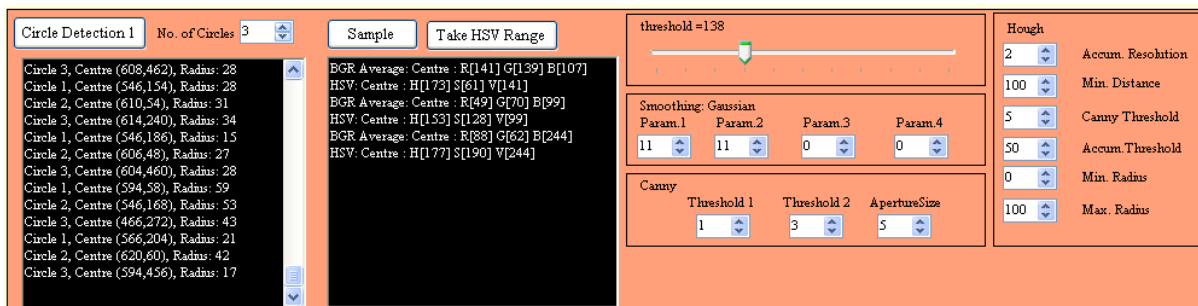 Circle Detection 1
No. of Circles 3
Circle 3, Centre (608,462), Radius: 28
Circle 1, Centre (546,154), Radius: 28
Circle 2, Centre (610,54), Radius: 31
Circle 3, Centre (614,240), Radius: 34
Circle 1, Centre (546,186), Radius: 15
Circle 2, Centre (606,48), Radius: 27
Circle 3, Centre (604,460), Radius: 28
Circle 1, Centre (594,58), Radius: 59
Circle 2, Centre (546,168), Radius: 53
Circle 3, Centre (466,272), Radius: 43
Circle 1, Centre (566,204), Radius: 21
Circle 2, Centre (620,60), Radius: 42
Circle 3, Centre (594,456), Radius: 17
Sample
Take HSV Range
BGR Average: Centre : R[141] G[139] B[107]
HSV: Centre : H[173] S[61] V[141]
BGR Average: Centre : R[49] G[70] B[99]
HSV: Centre : H[153] S[128] V[99]
BGR Average: Centre : R[88] G[62] B[244]
HSV: Centre : H[177] S[190] V[244]
threshold =138
Smoothing: Gaussian
Param.1 Param.2 Param.3 Param.4
11 11 0 0
Canny
Threshold 1 Threshold 2 ApertureSize
1 3 5
Hough
2 Accum. Resolution
100 Min. Distance
5 Canny Threshold
50 Accum.Threshold
0 Min. Radius
100 Max. Radius